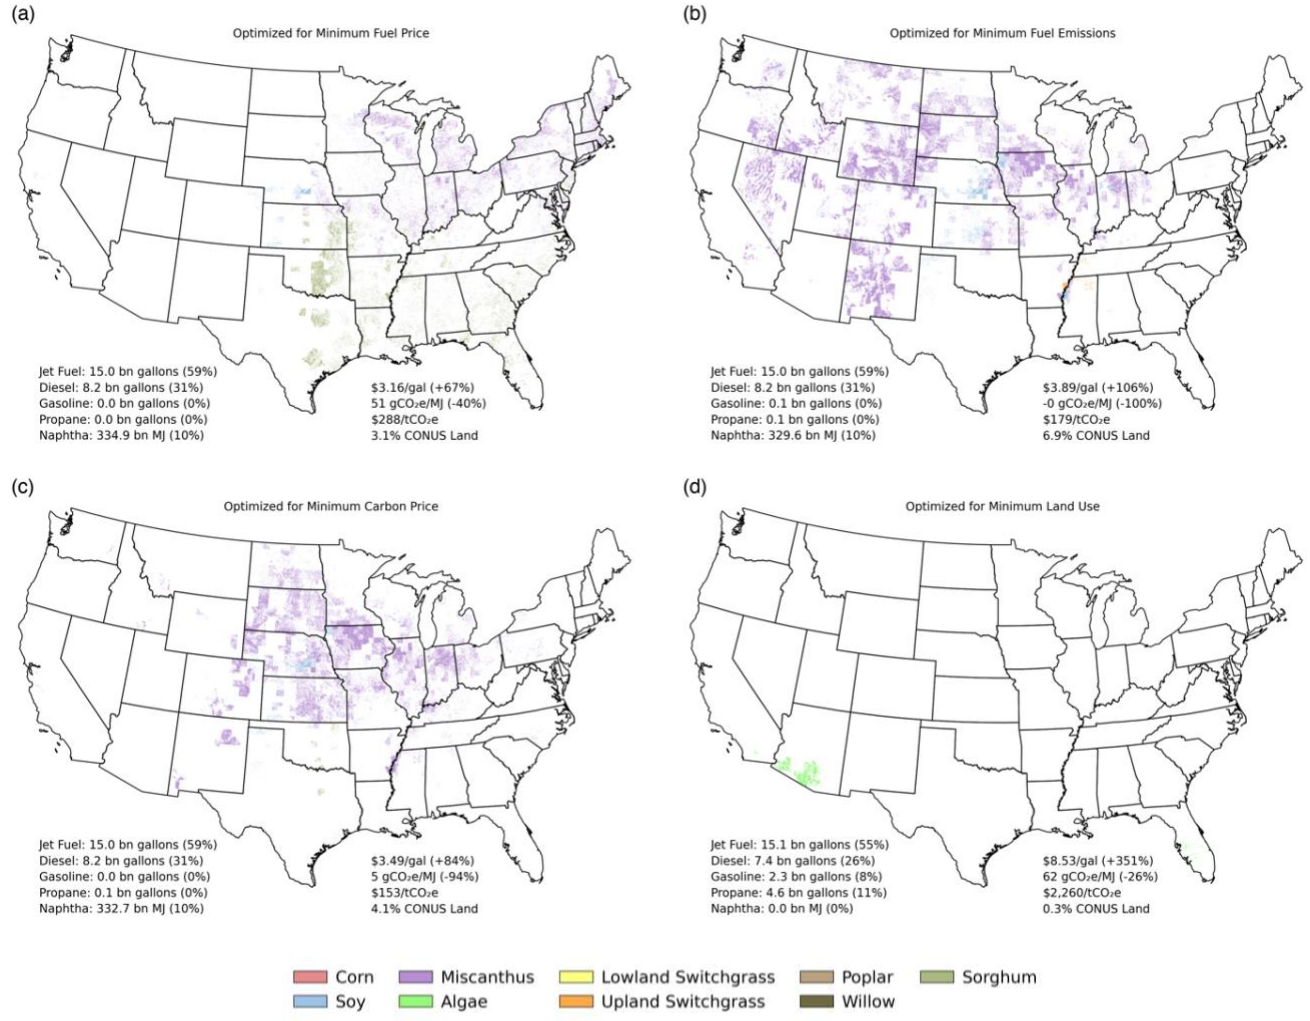 (a)
Optimized for Minimum Fuel Price
Jet Fuel: 15.0 bn gallons (59%)
Diesel: 8.2 bn gallons (31%)
Gasoline: 0.0 bn gallons (0%)
Propane: 0.0 bn gallons (0%)
Naphtha: 334.9 bn MJ (10%)
$3.16/gal (+67%)
51 gCO₂e/MJ (-40%)
$288/tCO₂e
3.1% CONUS Land
(b)
Optimized for Minimum Fuel Emissions
Jet Fuel: 15.0 bn gallons (59%)
Diesel: 8.2 bn gallons (31%)
Gasoline: 0.1 bn gallons (0%)
Propane: 0.1 bn gallons (0%)
Naphtha: 329.6 bn MJ (10%)
$3.89/gal (+106%)
-0 gCO₂e/MJ (-100%)
$179/tCO₂e
6.9% CONUS Land
(c)
Optimized for Minimum Carbon Price
Jet Fuel: 15.0 bn gallons (59%)
Diesel: 8.2 bn gallons (31%)
Gasoline: 0.0 bn gallons (0%)
Propane: 0.1 bn gallons (0%)
Naphtha: 332.7 bn MJ (10%)
$3.49/gal (+84%)
5 gCO₂e/MJ (-94%)
$153/tCO₂e
4.1% CONUS Land
(d)
Optimized for Minimum Land Use
Jet Fuel: 15.1 bn gallons (55%)
Diesel: 7.4 bn gallons (26%)
Gasoline: 2.3 bn gallons (8%)
Propane: 4.6 bn gallons (11%)
Naphtha: 0.0 bn MJ (0%)
$8.53/gal (+351%)
62 gCO₂e/MJ (-26%)
$2,260/tCO₂e
0.3% CONUS Land
Corn Miscanthus Lowland Switchgrass Poplar Sorghum
Soy Algae Upland Switchgrass Willow